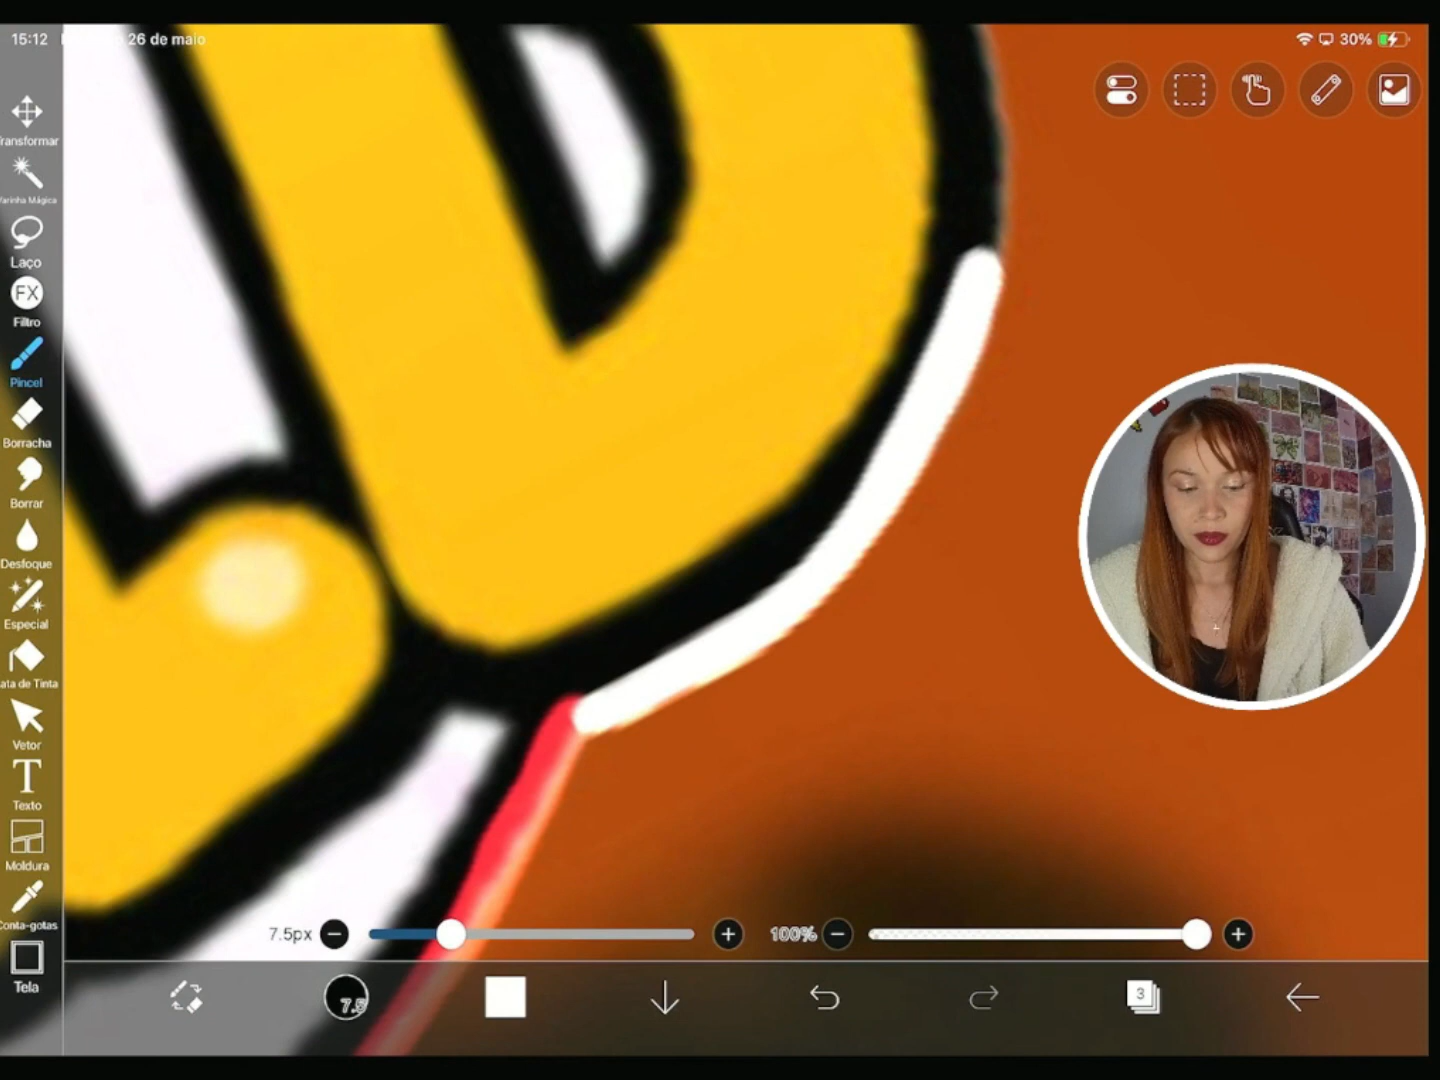 15:12
26 de maio
30%
Transformar
Varinha Mágica
Laço
FX
Filtro
Pincel
Borracha
Borrar
Desfoque
Especial
ata de Tinta
Vetor
T
Texto
Moldura
Conta-gotas
Tela
7.5px
100%
7.5
3